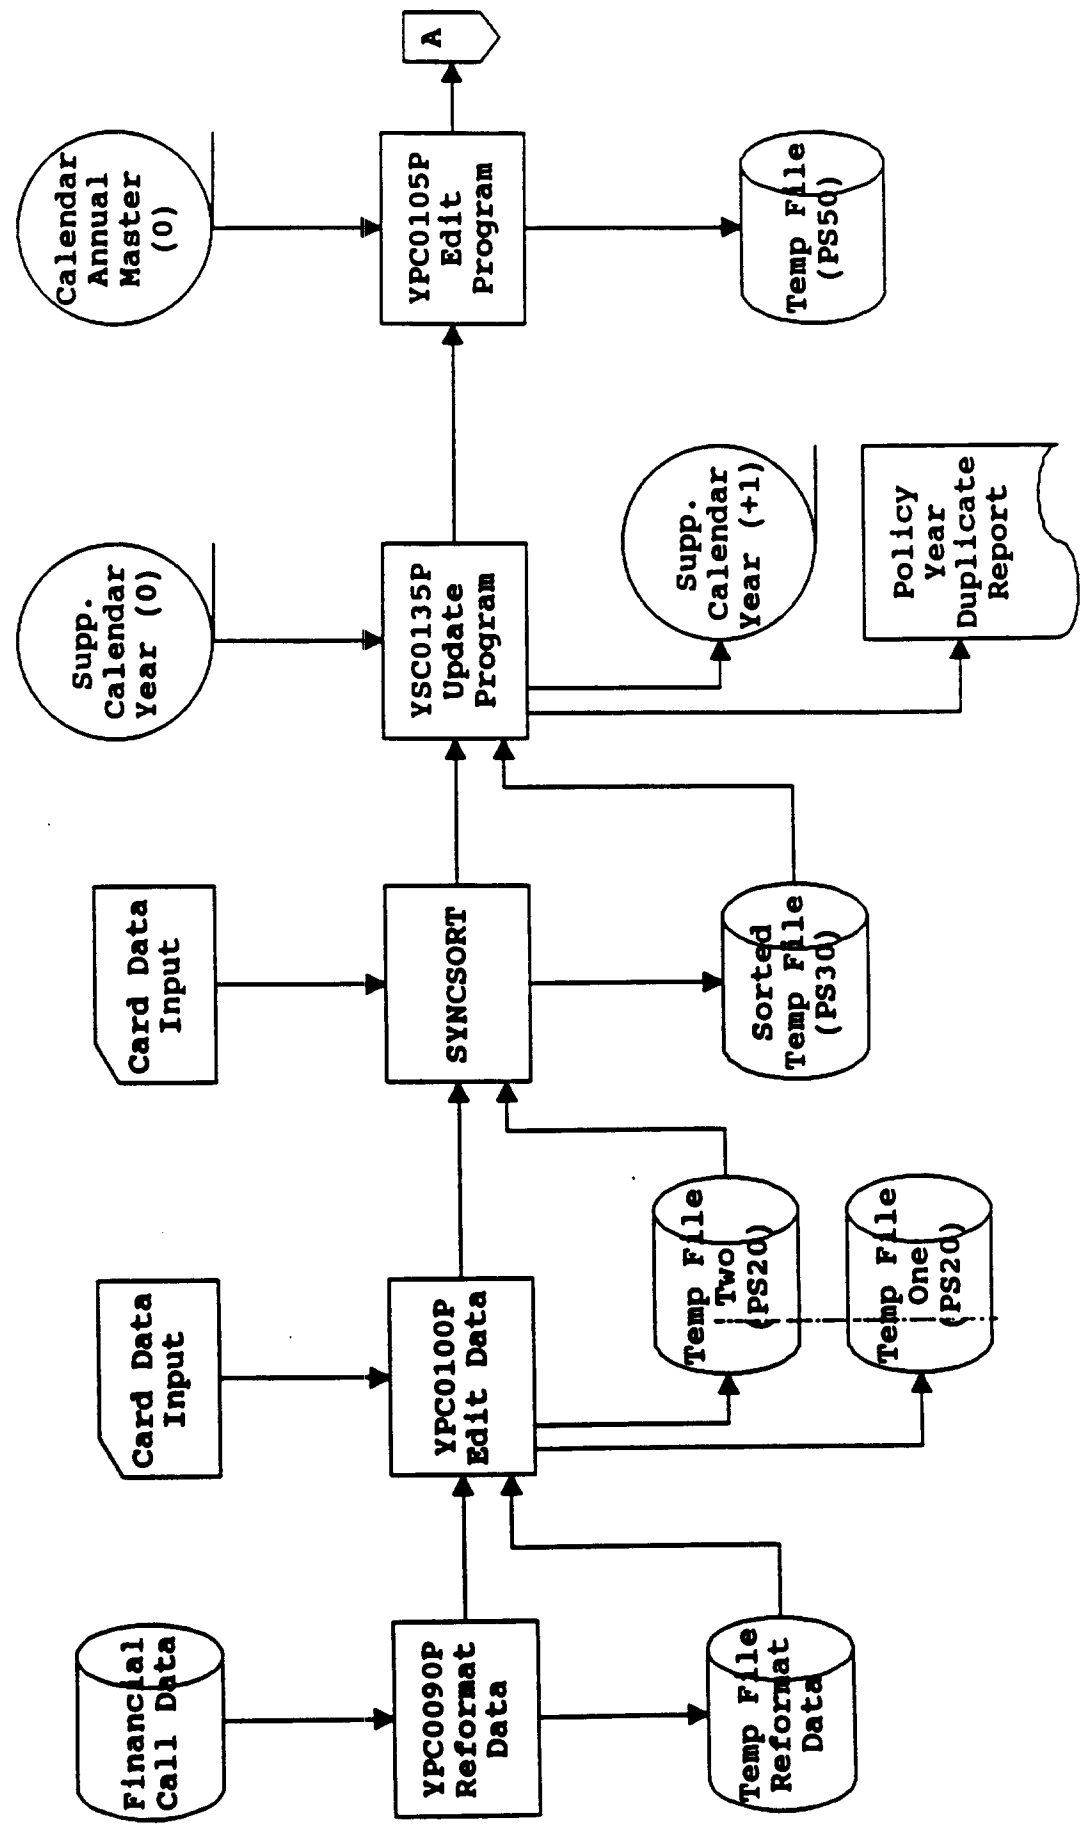 Financial
Call Data
Card Data
Input
Card Data
Input
Supp.
Calendar
Year (0)
Calendar
Annual
Master
(0)
YPC0090P
Reformat
Data
YPC0100P
Edit Data
SYNCSORT
YSC0135P
Update
Program
YPC0105P
Edit
Program
A
Temp File
Reformat
Data
Temp File
Two
(PS20)
Temp File
One
(PS20)
Sorted
Temp File
(PS30)
Supp.
Calendar
Year (+1)
Policy
Year
Duplicate
Report
Temp File
(PS50)